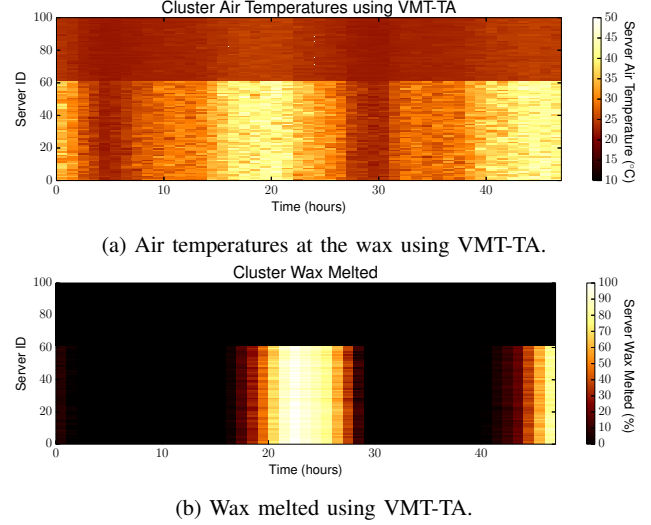 Cluster Air Temperatures using VMT-TA
100
80
60
40
20
0
Server ID
0 10 20 30 40
Time (hours)
50
45
40
35
30
25
20
15
10
Server Air Temperature (°C)
(a) Air temperatures at the wax using VMT-TA.
Cluster Wax Melted
100
80
60
40
20
0
Server ID
0 10 20 30 40
Time (hours)
100
90
80
70
60
50
40
30
20
10
0
Server Wax Melted (%)
(b) Wax melted using VMT-TA.